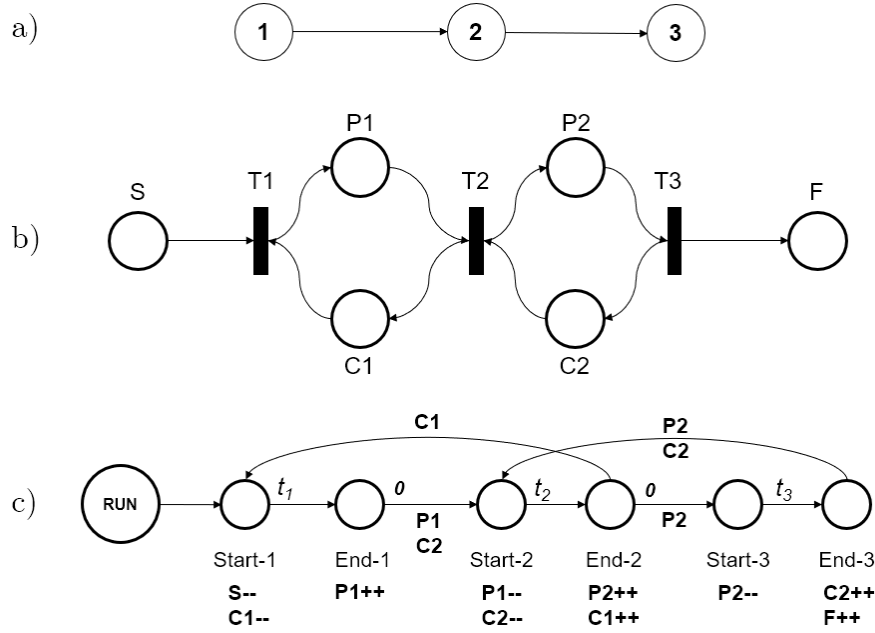 a)
1 2 3
P1 P2
S T1 T2 T3 F
b)
C1 C2
C1 P2
C2
c)
RUN t1 0 t2 0 t3
P1 P2
C2
Start-1 End-1 Start-2 End-2 Start-3 End-3
S-- P1++ P1-- P2++ P2-- C2++
C1-- C2-- C1++ F++